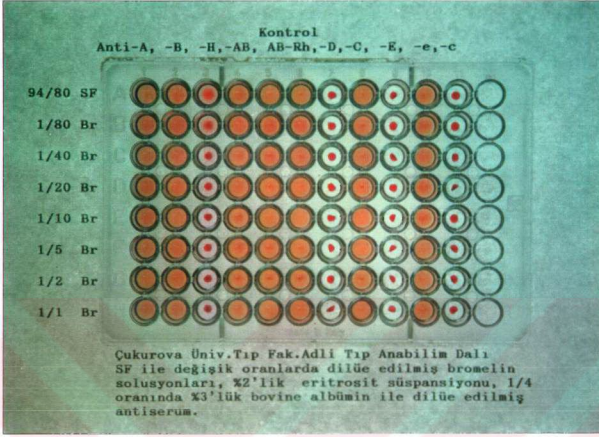 Kontrol
Anti-A, -B, -H,-AB, AB-Rh,-D,-C, -E, -e,-c
94/80 SF
1/80 Br
1/40 Br
1/20 Br
1/10 Br
1/5 Br
1/2 Br
1/1 Br
Çukurova Üniv.Tıp Fak.Adli Tıp Anabilim Dalı
SF ile değişik oranlarda dilüe edilmiş bromelin
solusyonları, %2'lik eritrosit süspansiyonu, 1/4
oranında %3'lük bovine albümin ile dilüe edilmiş
antiserum.